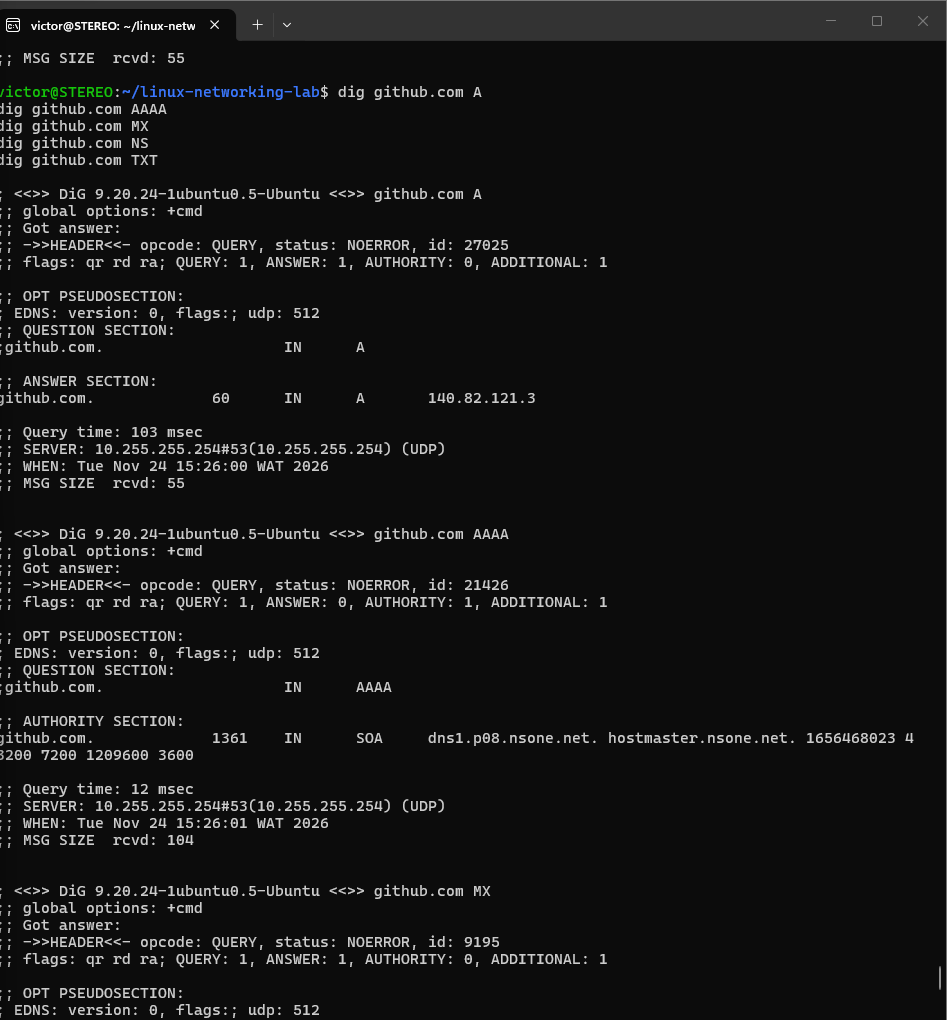 victor@STEREO: ~/linux-netw
;; MSG SIZE  rcvd: 55
victor@STEREO:~/linux-networking-lab$ dig github.com A
dig github.com AAAA
dig github.com MX
dig github.com NS
dig github.com TXT
; <<>> DiG 9.20.24-1ubuntu0.5-Ubuntu <<>> github.com A
;; global options: +cmd
;; Got answer:
;; ->>HEADER<<- opcode: QUERY, status: NOERROR, id: 27025
;; flags: qr rd ra; QUERY: 1, ANSWER: 1, AUTHORITY: 0, ADDITIONAL: 1
;; OPT PSEUDOSECTION:
; EDNS: version: 0, flags:; udp: 512
;; QUESTION SECTION:
;github.com.                    IN      A
;; ANSWER SECTION:
github.com.             60      IN      A       140.82.121.3
;; Query time: 103 msec
;; SERVER: 10.255.255.254#53(10.255.255.254) (UDP)
;; WHEN: Tue Nov 24 15:26:00 WAT 2026
;; MSG SIZE  rcvd: 55
; <<>> DiG 9.20.24-1ubuntu0.5-Ubuntu <<>> github.com AAAA
;; global options: +cmd
;; Got answer:
;; ->>HEADER<<- opcode: QUERY, status: NOERROR, id: 21426
;; flags: qr rd ra; QUERY: 1, ANSWER: 0, AUTHORITY: 1, ADDITIONAL: 1
;; OPT PSEUDOSECTION:
; EDNS: version: 0, flags:; udp: 512
;; QUESTION SECTION:
;github.com.                    IN      AAAA
;; AUTHORITY SECTION:
github.com.             1361    IN      SOA     dns1.p08.nsone.net. hostmaster.nsone.net. 1656468023 4
3200 7200 1209600 3600
;; Query time: 12 msec
;; SERVER: 10.255.255.254#53(10.255.255.254) (UDP)
;; WHEN: Tue Nov 24 15:26:01 WAT 2026
;; MSG SIZE  rcvd: 104
; <<>> DiG 9.20.24-1ubuntu0.5-Ubuntu <<>> github.com MX
;; global options: +cmd
;; Got answer:
;; ->>HEADER<<- opcode: QUERY, status: NOERROR, id: 9195
;; flags: qr rd ra; QUERY: 1, ANSWER: 1, AUTHORITY: 0, ADDITIONAL: 1
;; OPT PSEUDOSECTION:
; EDNS: version: 0, flags:; udp: 512